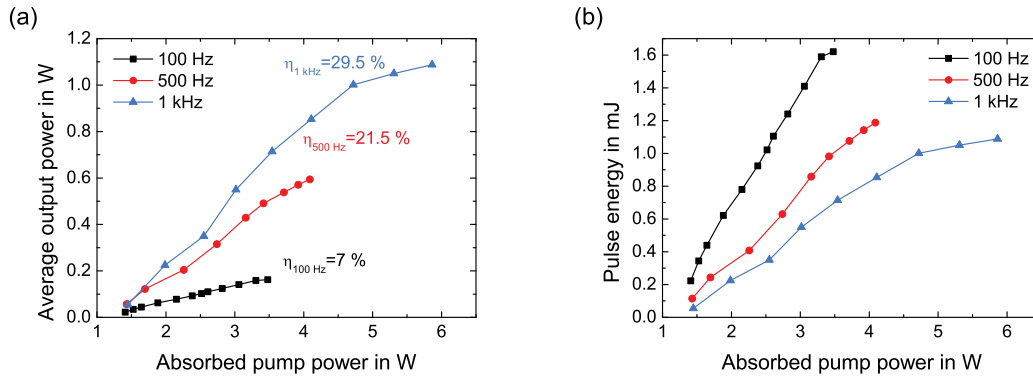 (a)
Average output power in W
1.2
1.0
0.8
0.6
0.4
0.2
0.0
100 Hz
500 Hz
1 kHz
η1 kHz=29.5 %
η500 Hz=21.5 %
η100 Hz=7 %
1 2 3 4 5 6
Absorbed pump power in W
(b)
Pulse energy in mJ
1.6
1.4
1.2
1.0
0.8
0.6
0.4
0.2
0.0
100 Hz
500 Hz
1 kHz
1 2 3 4 5 6
Absorbed pump power in W